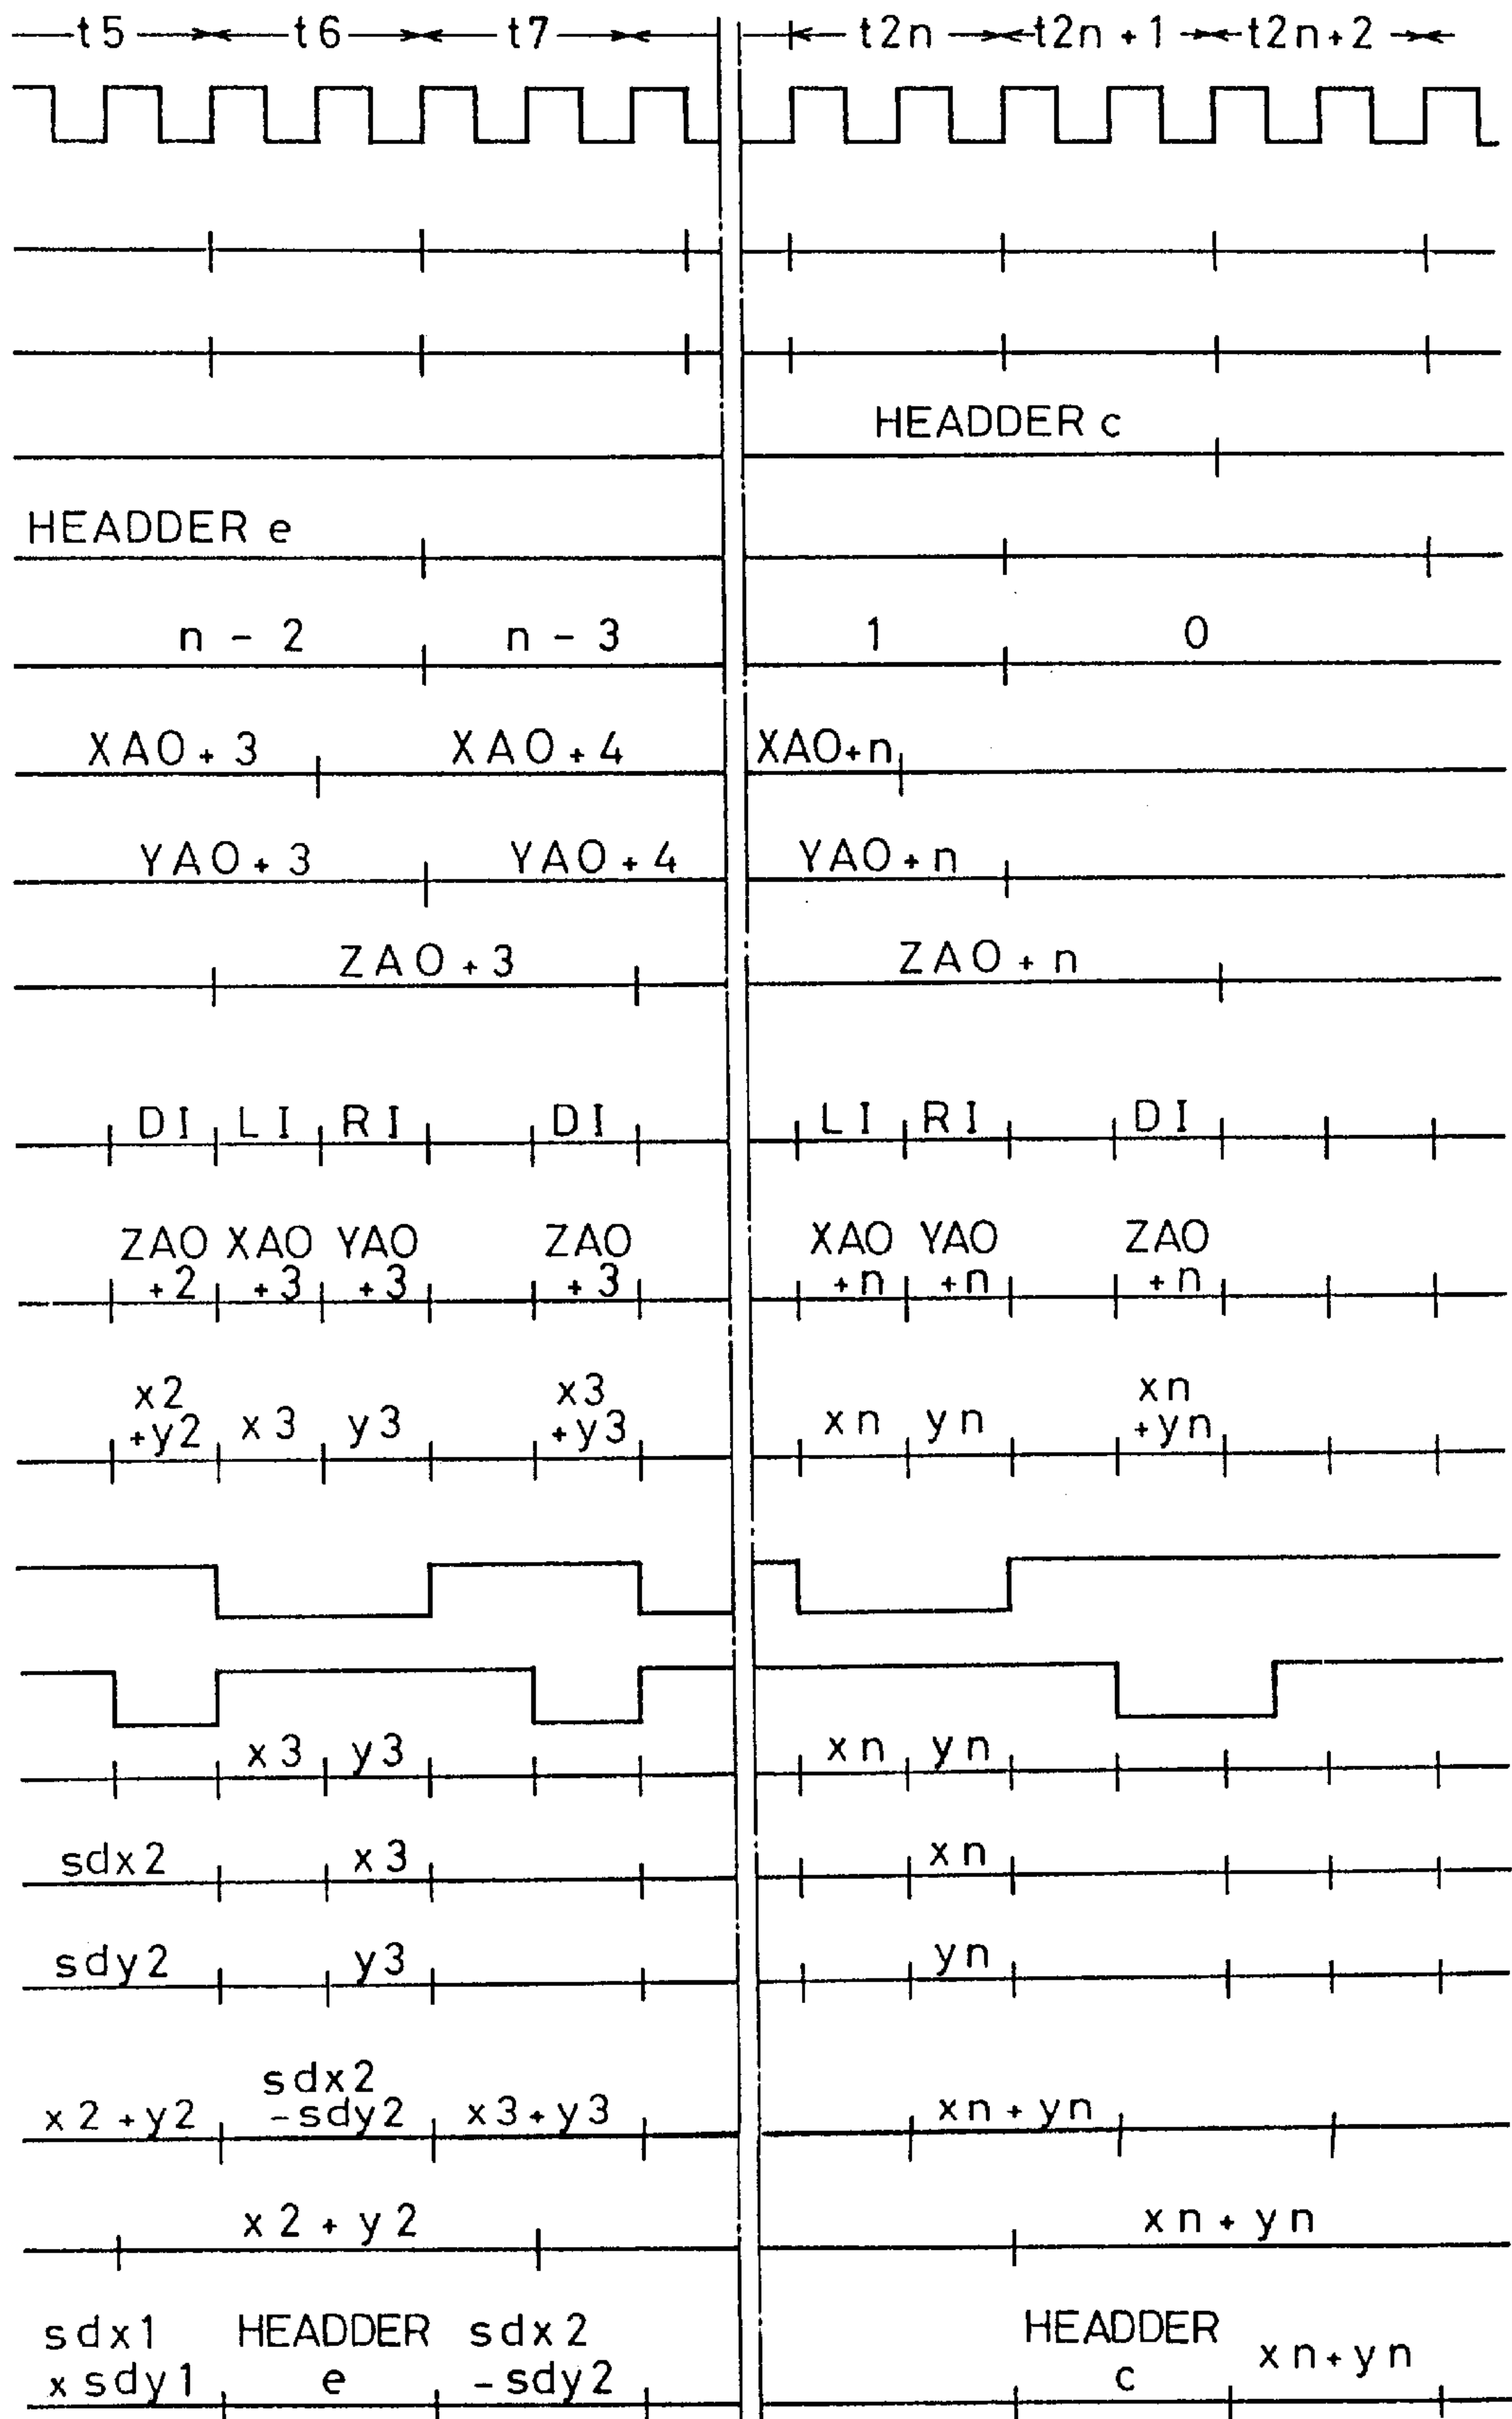 t5 t6 t7 t2n t2n+1 t2n+2
HEADDER c
HEADDER e
n - 2 n - 3 1 0
XAO+3 XAO+4 XAO+n
YAO+3 YAO+4 YAO+n
ZAO+3 ZAO+n
DI LI RI DI LI RI DI
ZAO XAO YAO ZAO XAO YAO ZAO
+2 +3 +3 +3 +n +n +n
x2 x3 xn
+y2 x3 y3 +y3 xn yn +yn
x3 y3 xn yn
sdx2 x3 xn
sdy2 y3 yn
sdx2
x2+y2 -sdy2 x3+y3 xn+yn
x2+y2 xn+yn
sdx1 HEADDER sdx2 HEADDER
xsdy1 e -sdy2 c xn+yn